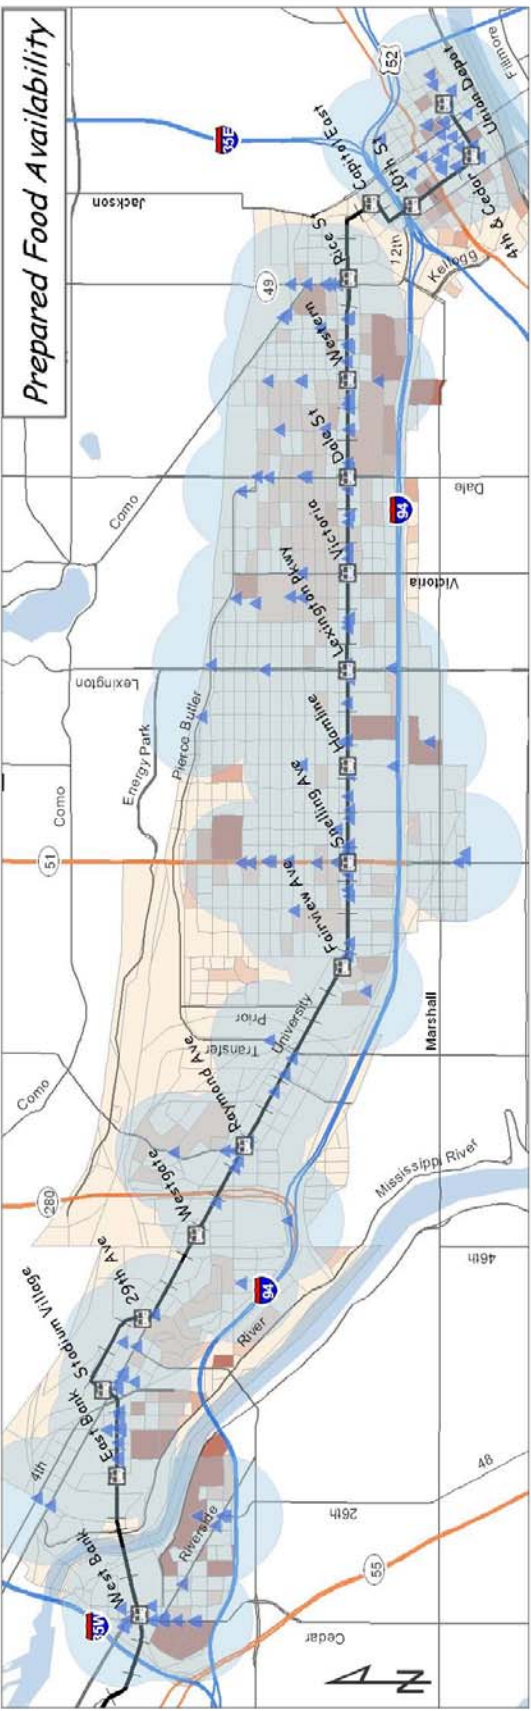 Prepared Food Availability
52
Fillmore
Union Depot
4th & Cedar
10th St
Capitol East
35E
Jackson
Rice St
12th
Kellogg
49
Western
Dale St
Dale
94
Como
Victoria
Victoria
Lexington Pkwy
Lexington
Pierce Butler
Energy Park
Hamline
Como
51
Snelling Ave
Fairview Ave
Prior
University
Transfer
Marshall
Raymond Ave
Como
Mississippi River
Westgate
280
46th
29th Ave
94
River
Stadium Village
East Bank
4th
48
26th
Riverside
West Bank
55
35W
Cedar
N